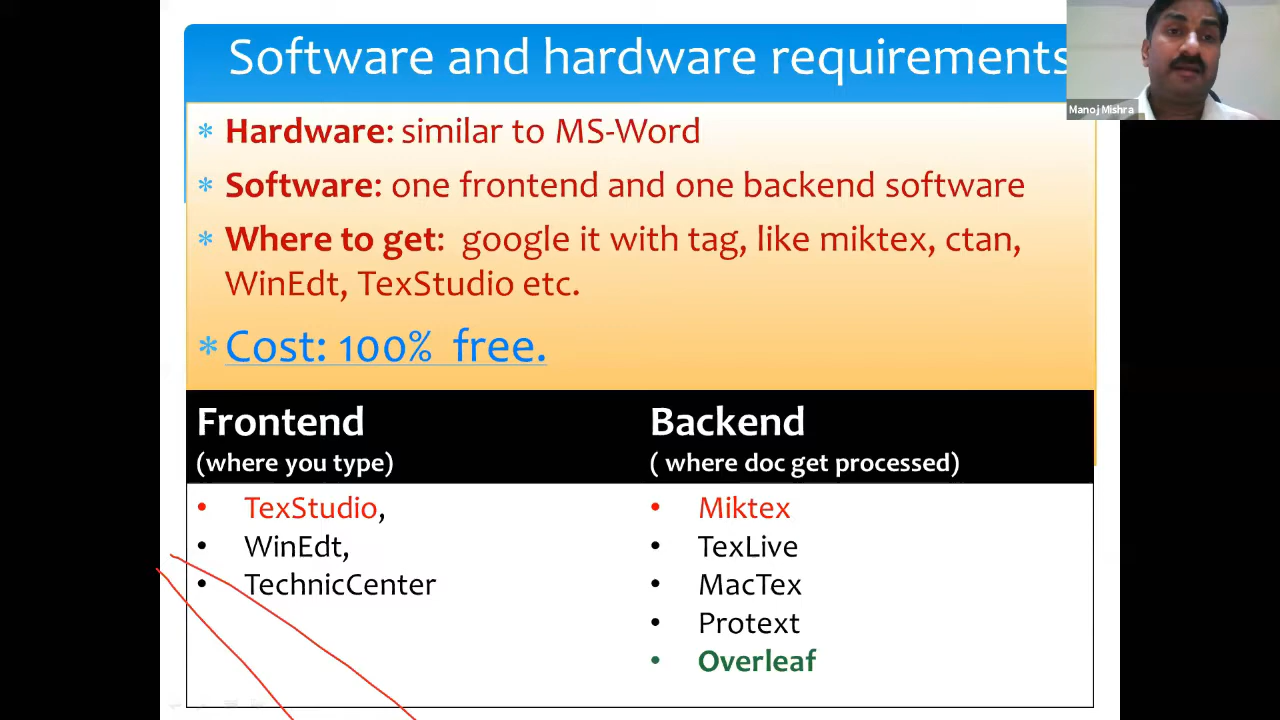 Software and hardware requirements
Manoj Mishra
* Hardware: similar to MS-Word
* Software: one frontend and one backend software
* Where to get: google it with tag, like miktex, ctan,
WinEdt, TexStudio etc.
* Cost: 100% free.
Frontend
(where you type)
• TexStudio,
• WinEdt,
• TechnicCenter
Backend
( where doc get processed)
• Miktex
• TexLive
• MacTex
• Protext
• Overleaf